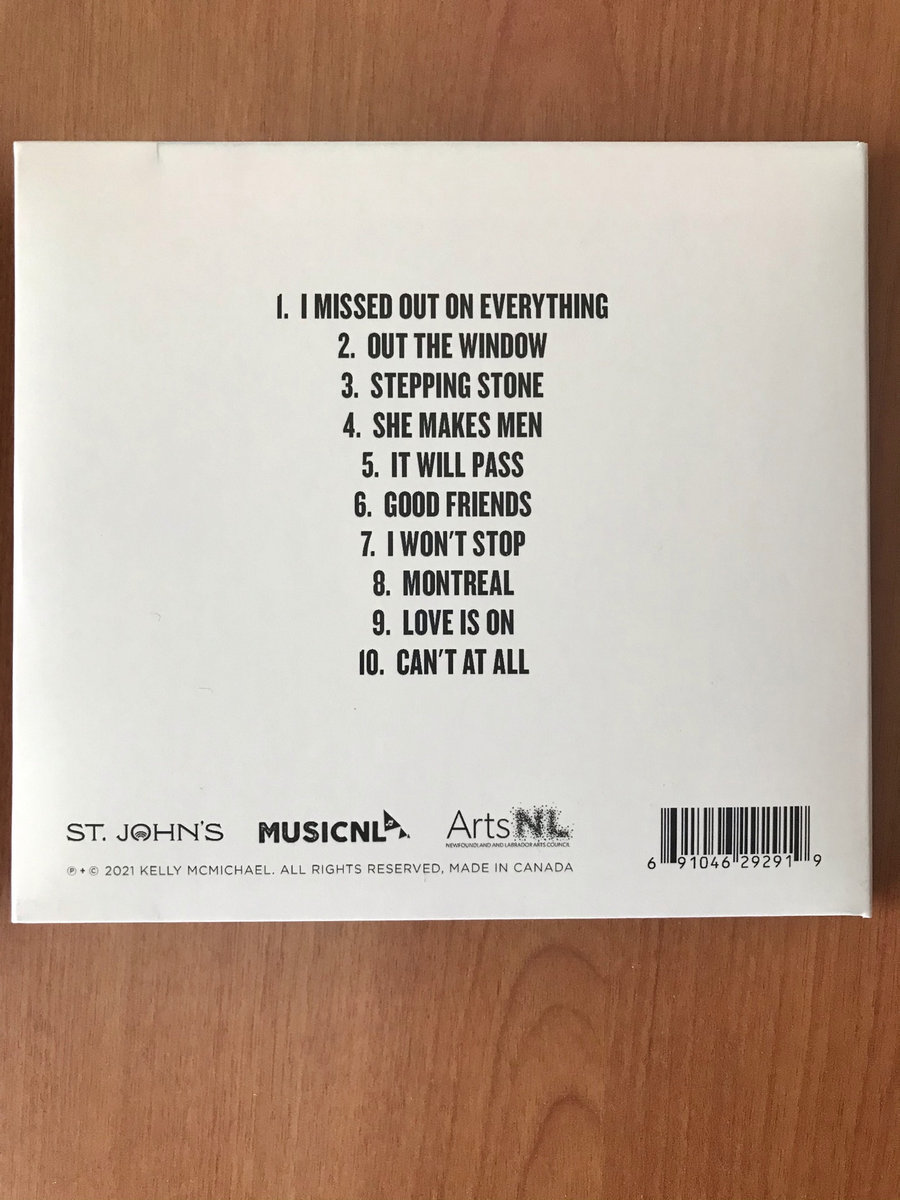 1. I MISSED OUT ON EVERYTHING
2. OUT THE WINDOW
3. STEPPING STONE
4. SHE MAKES MEN
5. IT WILL PASS
6. GOOD FRIENDS
7. I WON'T STOP
8. MONTREAL
9. LOVE IS ON
10. CAN'T AT ALL
ST. JOHN'S MUSICNL ArtsNL
NEWFOUNDLAND AND LABRADOR ARTS COUNCIL
℗ + © 2021 KELLY MCMICHAEL. ALL RIGHTS RESERVED, MADE IN CANADA
6 91046 29291 9